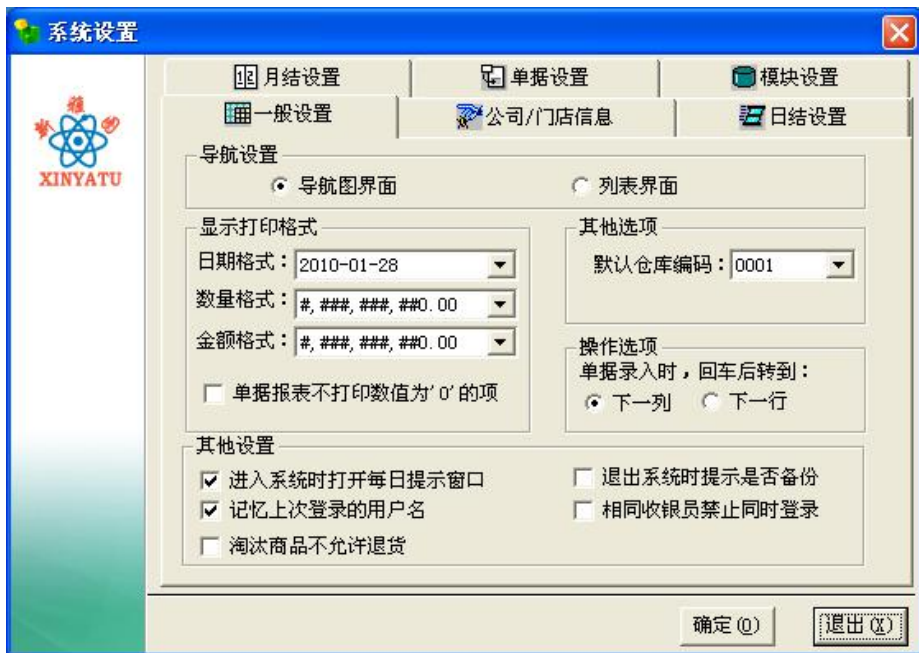 系统设置
月结设置 单据设置 模块设置
一般设置 公司/门店信息 日结设置
XINYATU
导航设置
导航图界面 列表界面
显示打印格式
日期格式：2010-01-28
数量格式：#,###,###,##0.00
金额格式：#,###,###,##0.00
单据报表不打印数值为'0'的项
其他选项
默认仓库编码：0001
操作选项
单据录入时，回车后转到：
下一列 下一行
其他设置
进入系统时打开每日提示窗口 退出系统时提示是否备份
记忆上次登录的用户名 相同收银员禁止同时登录
淘汰商品不允许退货
确定(O) 退出(X)